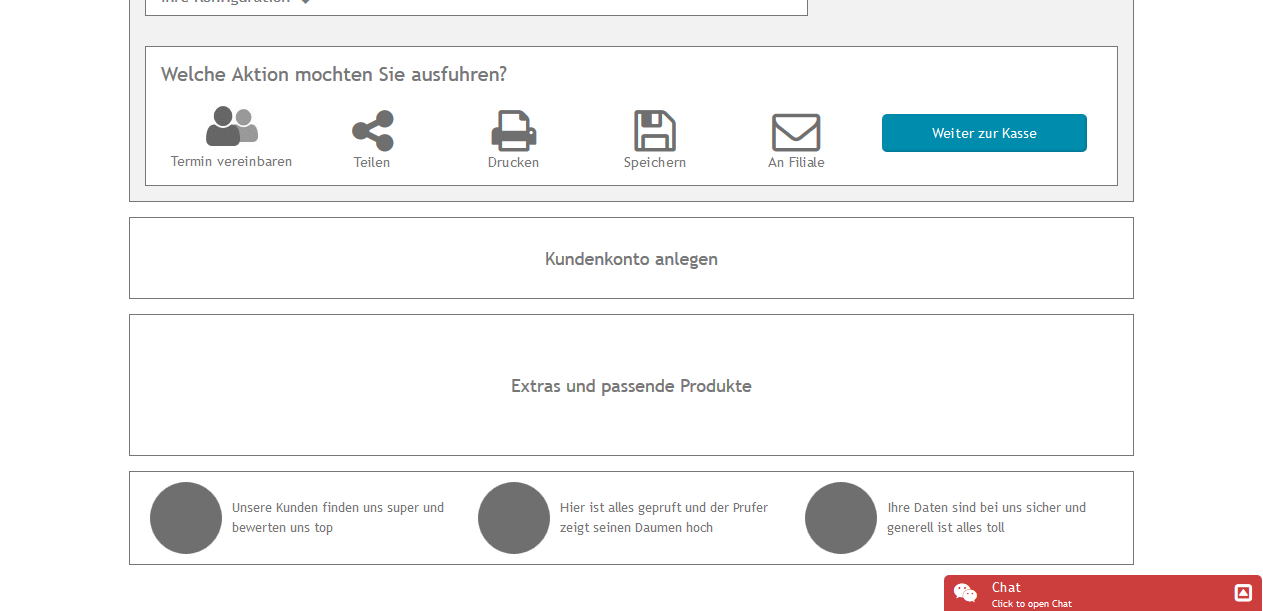 Ihre Konfiguration
Welche Aktion mochten Sie ausfuhren?
Termin vereinbaren
Teilen
Drucken
Speichern
An Filiale
Weiter zur Kasse
Kundenkonto anlegen
Extras und passende Produkte
Unsere Kunden finden uns super und
bewerten uns top
Hier ist alles gepruft und der Prufer
zeigt seinen Daumen hoch
Ihre Daten sind bei uns sicher und
generell ist alles toll
Chat
Click to open Chat